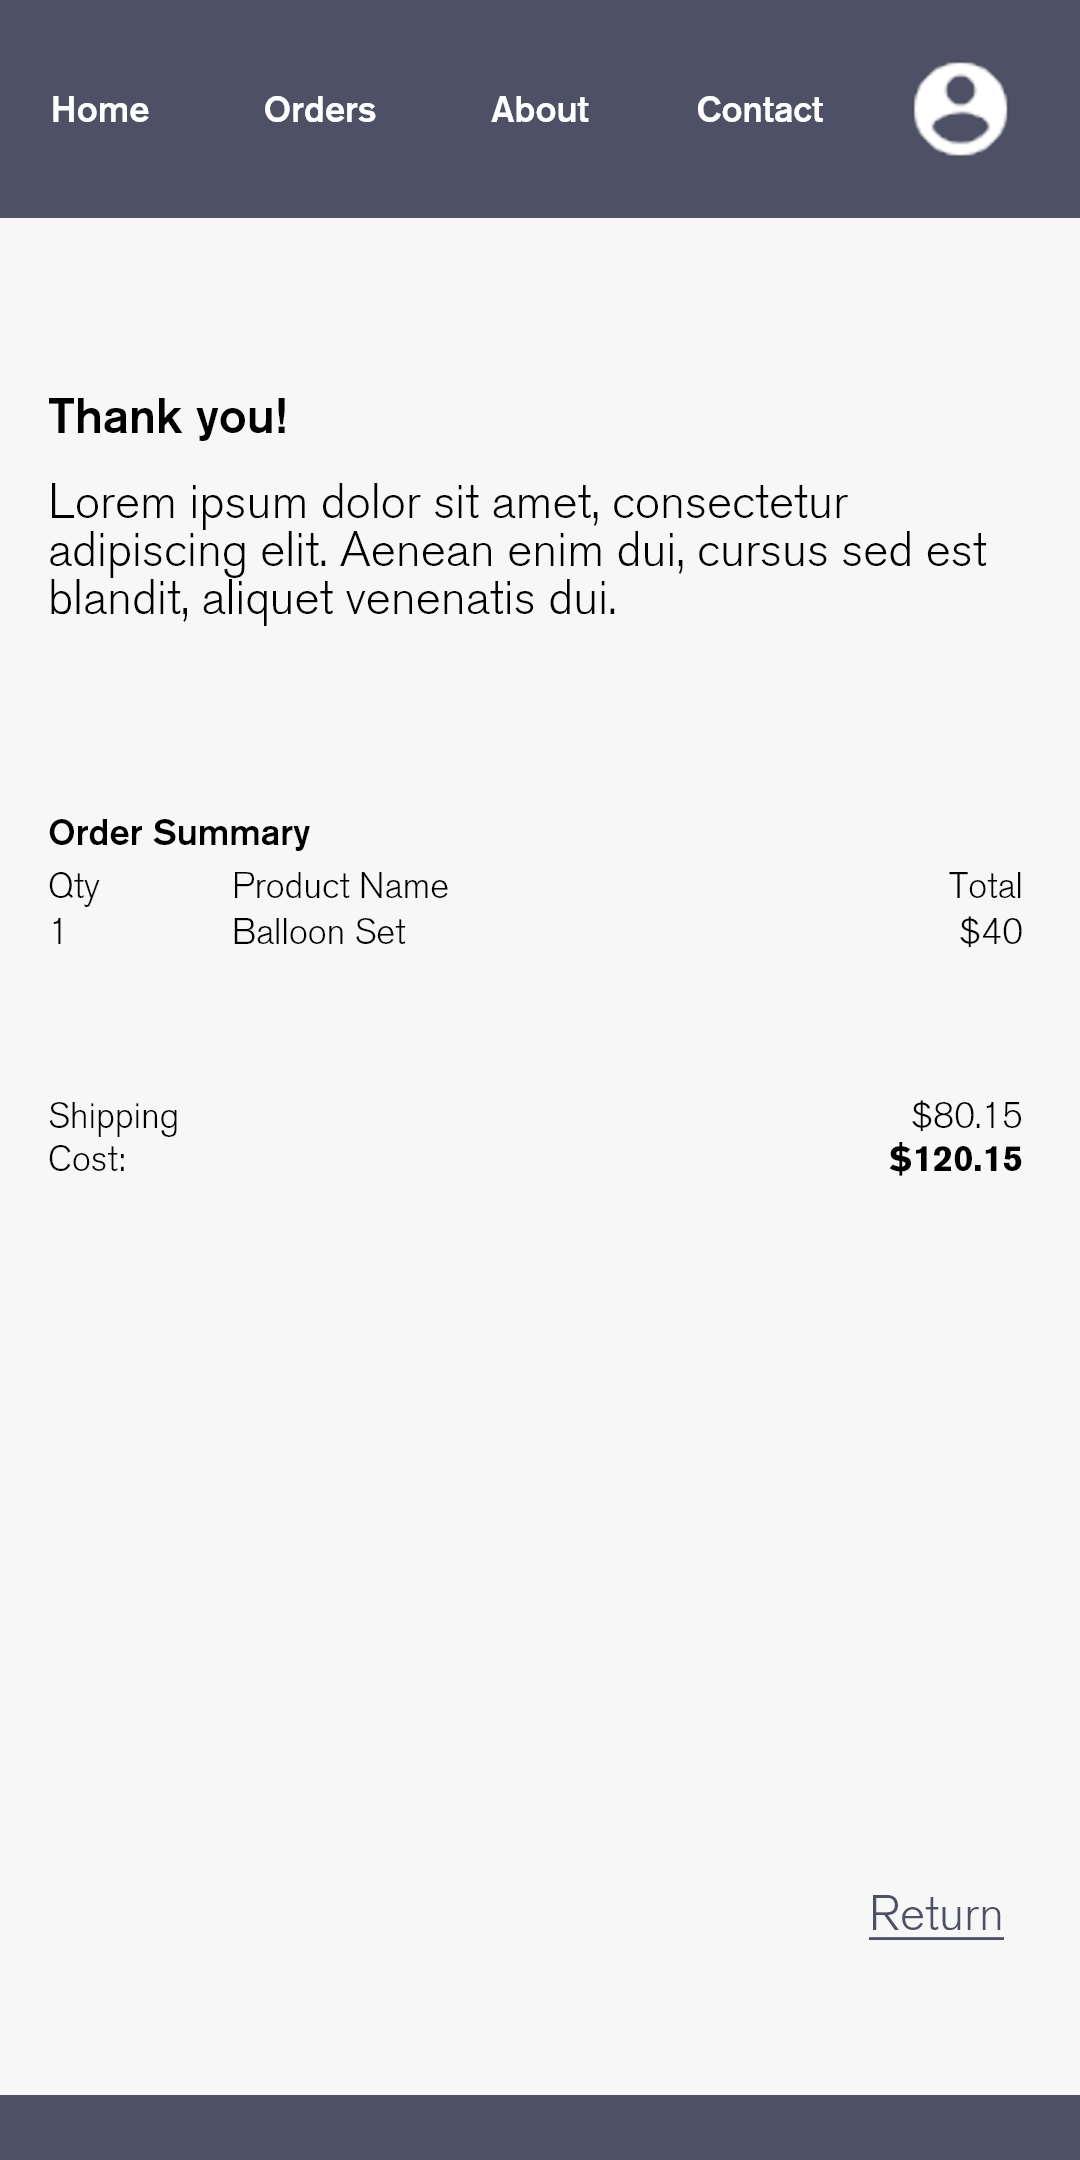 Home Orders About Contact
Thank you!
Lorem ipsum dolor sit amet, consectetur
adipiscing elit. Aenean enim dui, cursus sed est
blandit, aliquet venenatis dui.
Order Summary
Qty Product Name Total
1 Balloon Set $40
Shipping $80.15
Cost: $120.15
Return